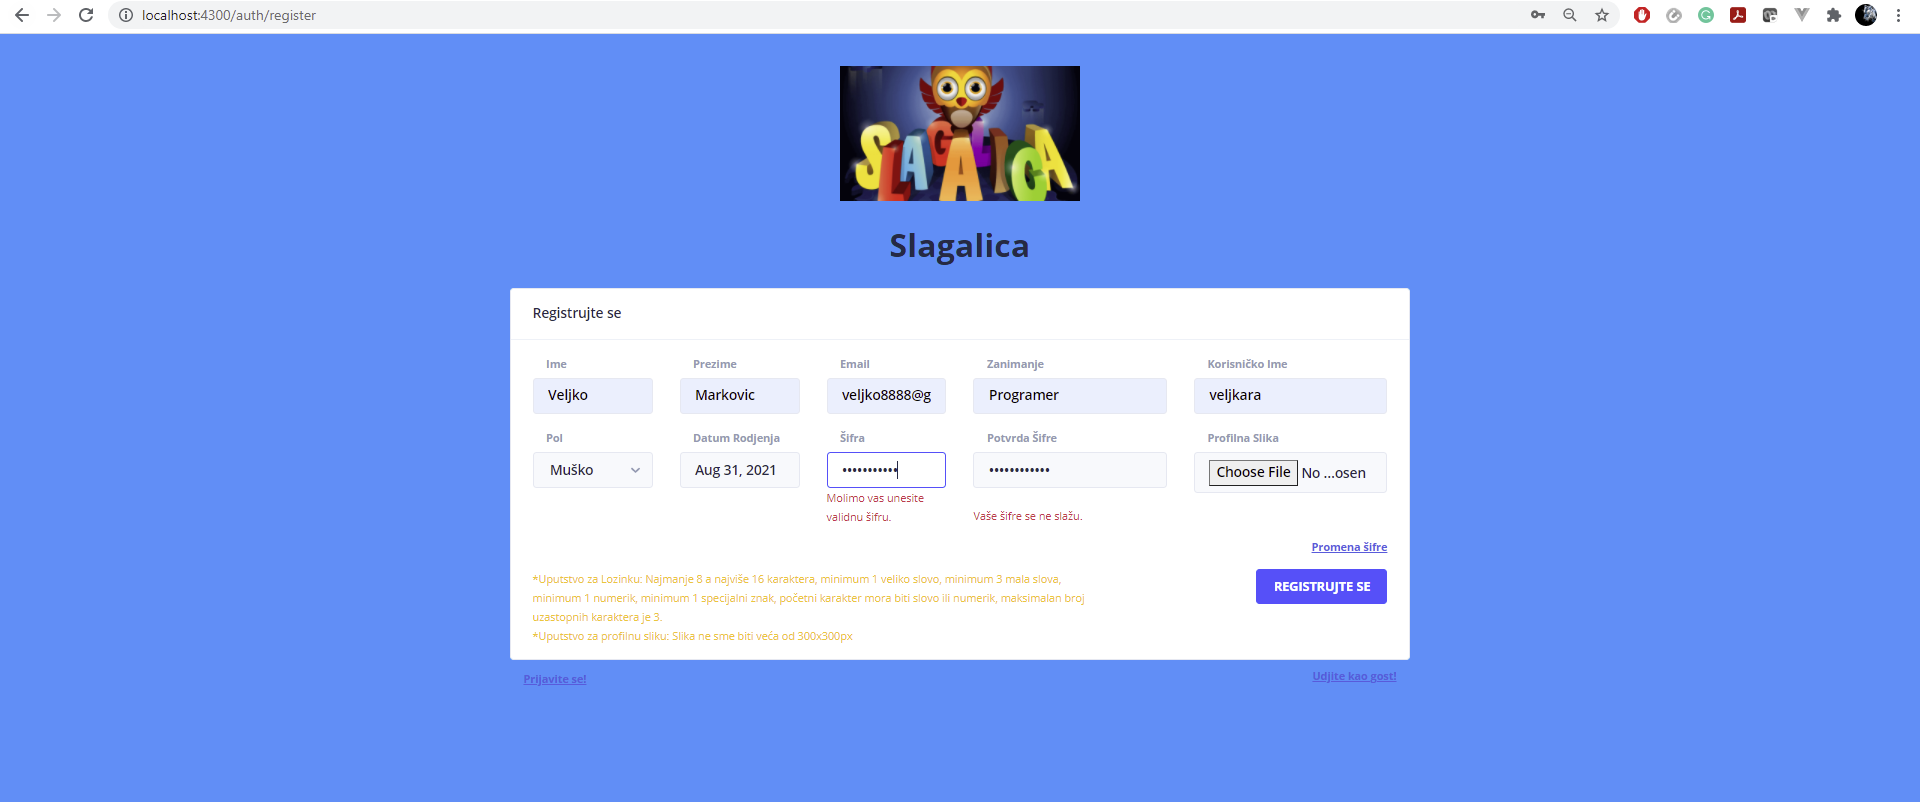 localhost:4300/auth/register
SLAGALICA
Slagalica
Registrujte se
Ime Prezime Email Zanimanje Korisničko Ime
Veljko Markovic veljko8888@g Programer veljkara
Pol Datum Rodjenja Šifra Potvrda Šifre Profilna Slika
Muško Aug 31, 2021 ••••••••••• •••••••••••• Choose File No ...osen
Molimo vas unesite
validnu šifru. Vaše šifre se ne slažu.
Promena šifre
*Uputstvo za Lozinku: Najmanje 8 a najviše 16 karaktera, minimum 1 veliko slovo, minimum 3 mala slova,
minimum 1 numerik, minimum 1 specijalni znak, početni karakter mora biti slovo ili numerik, maksimalan broj
uzastopnih karaktera je 3.
*Uputstvo za profilnu sliku: Slika ne sme biti veća od 300x300px
REGISTRUJTE SE
Prijavite se! Udjite kao gost!